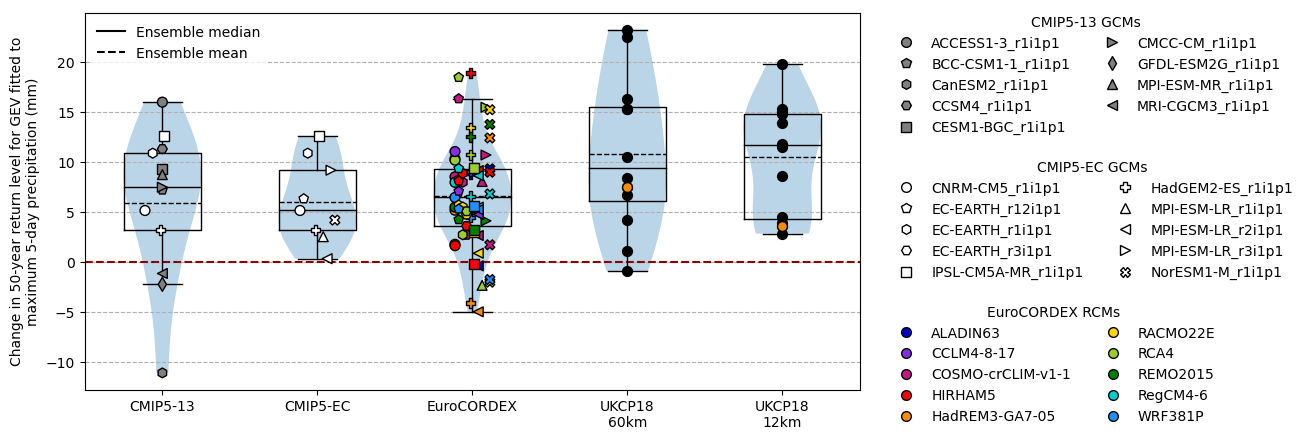 Change in 50-year return level for GEV fitted to
maximum 5-day precipitation (mm)
20
15
10
5
0
−5
−10
Ensemble median
Ensemble mean
CMIP5-13
CMIP5-EC
EuroCORDEX
UKCP18
60km
UKCP18
12km
CMIP5-13 GCMs
ACCESS1-3_r1i1p1
BCC-CSM1-1_r1i1p1
CanESM2_r1i1p1
CCSM4_r1i1p1
CESM1-BGC_r1i1p1
CMCC-CM_r1i1p1
GFDL-ESM2G_r1i1p1
MPI-ESM-MR_r1i1p1
MRI-CGCM3_r1i1p1
CMIP5-EC GCMs
CNRM-CM5_r1i1p1
EC-EARTH_r12i1p1
EC-EARTH_r1i1p1
EC-EARTH_r3i1p1
IPSL-CM5A-MR_r1i1p1
HadGEM2-ES_r1i1p1
MPI-ESM-LR_r1i1p1
MPI-ESM-LR_r2i1p1
MPI-ESM-LR_r3i1p1
NorESM1-M_r1i1p1
EuroCORDEX RCMs
ALADIN63
CCLM4-8-17
COSMO-crCLIM-v1-1
HIRHAM5
HadREM3-GA7-05
RACMO22E
RCA4
REMO2015
RegCM4-6
WRF381P